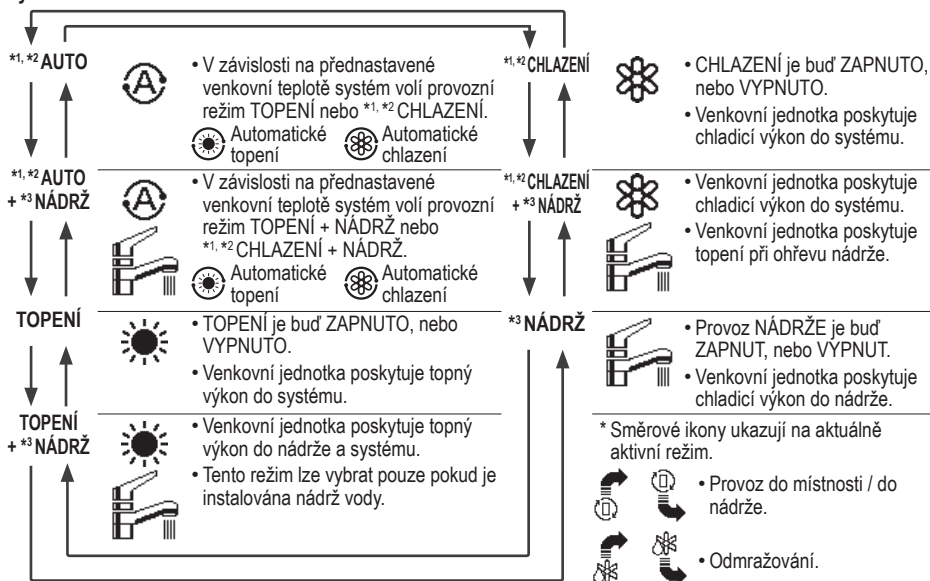 *1, *2 AUTO
• V závislosti na přednastavené
venkovní teplotě systém volí provozní
režim TOPENÍ nebo *1, *2 CHLAZENÍ.
Automatické
topení
Automatické
chlazení
*1, *2 AUTO
+ *3 NÁDRŽ
• V závislosti na přednastavené
venkovní teplotě systém volí provozní
režim TOPENÍ + NÁDRŽ nebo
*1, *2 CHLAZENÍ + NÁDRŽ.
Automatické
topení
Automatické
chlazení
TOPENÍ
• TOPENÍ je buď ZAPNUTO, nebo
VYPNUTO.
• Venkovní jednotka poskytuje topný
výkon do systému.
TOPENÍ
+ *3 NÁDRŽ
• Venkovní jednotka poskytuje topný
výkon do nádrže a systému.
• Tento režim lze vybrat pouze pokud je
instalována nádrž vody.
*1, *2 CHLAZENÍ
• CHLAZENÍ je buď ZAPNUTO,
nebo VYPNUTO.
• Venkovní jednotka poskytuje
chladicí výkon do systému.
*1, *2 CHLAZENÍ
+ *3 NÁDRŽ
• Venkovní jednotka poskytuje
chladicí výkon do systému.
• Venkovní jednotka poskytuje
topení při ohřevu nádrže.
*3 NÁDRŽ
• Provoz NÁDRŽE je buď
ZAPNUT, nebo VYPNUT.
• Venkovní jednotka poskytuje
chladicí výkon do nádrže.
* Směrové ikony ukazují na aktuálně
aktivní režim.
• Provoz do místnosti / do
nádrže.
• Odmražování.